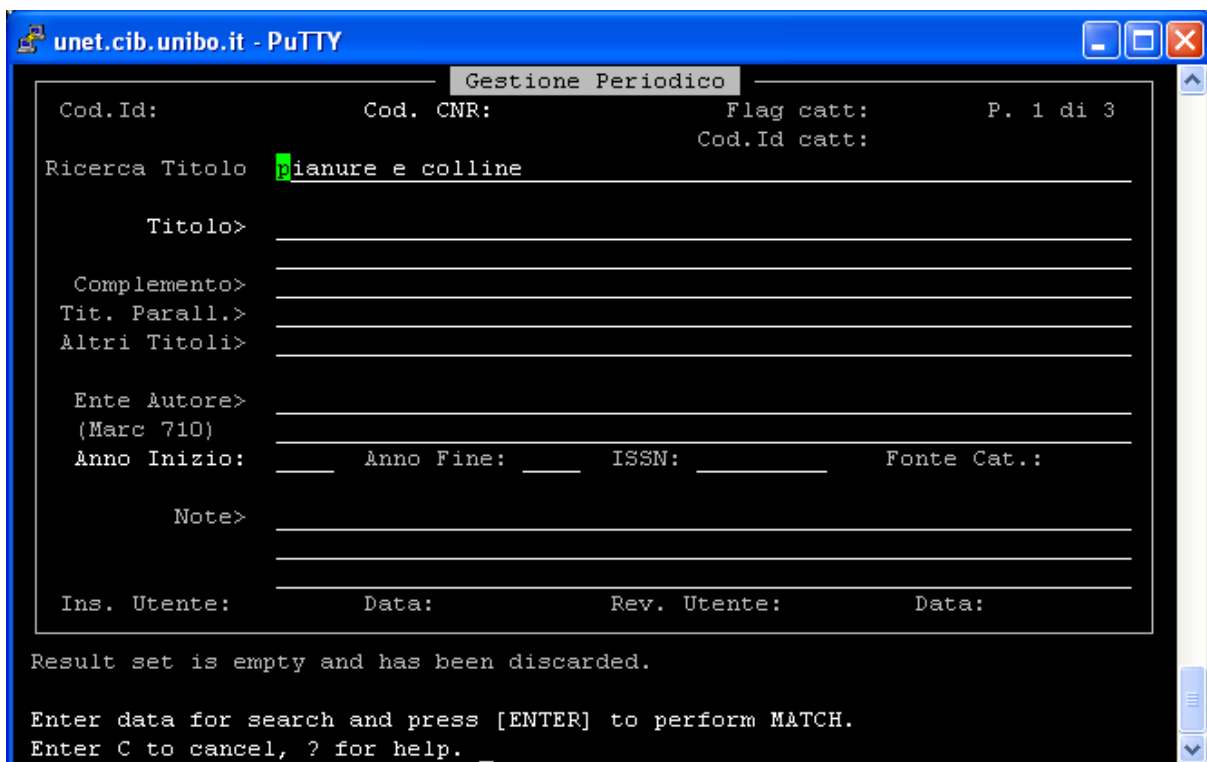 unet.cib.unibo.it - PuTTY
Gestione Periodico
Cod.Id: Cod. CNR: Flag catt: P. 1 di 3
Cod.Id catt:
Ricerca Titolo pianure e colline
Titolo>
Complemento>
Tit. Parall.>
Altri Titoli>
Ente Autore>
(Marc 710)
Anno Inizio: Anno Fine: ISSN: Fonte Cat.:
Note>
Ins. Utente: Data: Rev. Utente: Data:
Result set is empty and has been discarded.
Enter data for search and press [ENTER] to perform MATCH.
Enter C to cancel, ? for help.